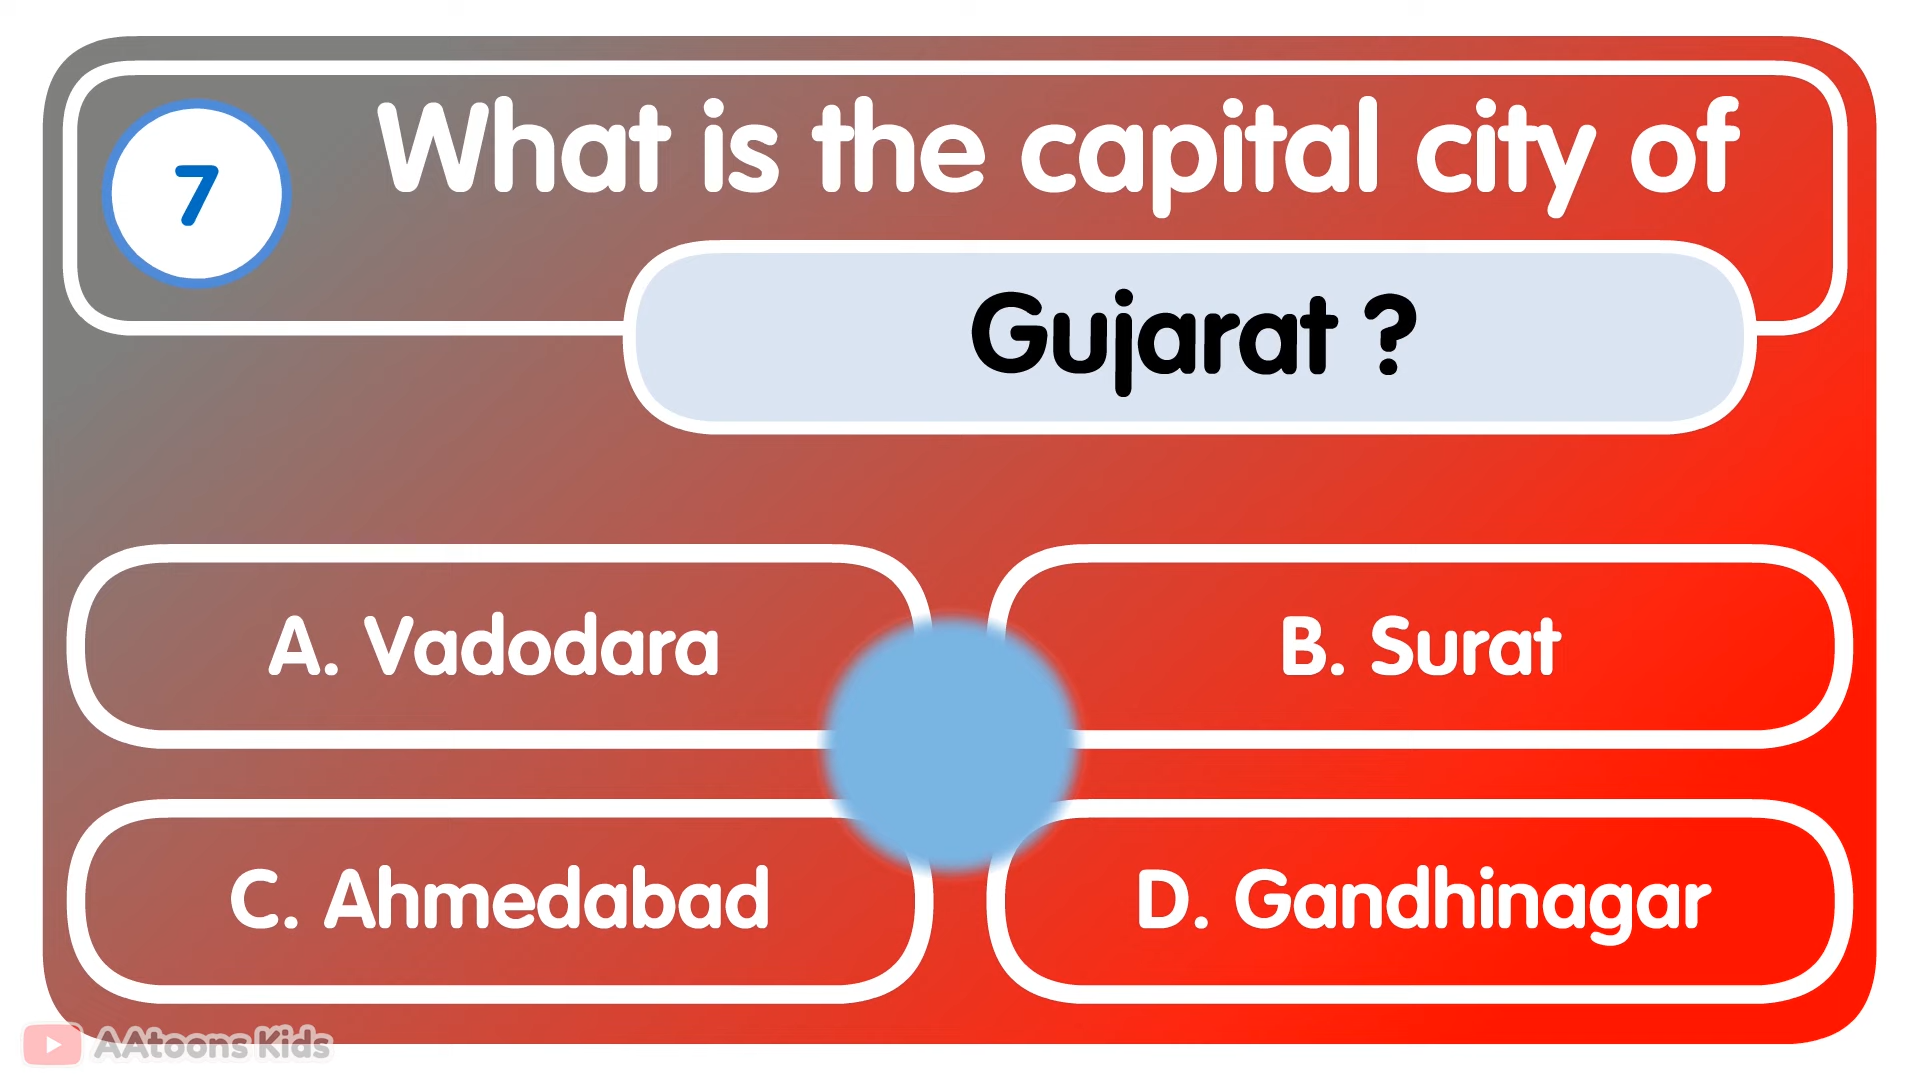 7
What is the capital city of
Gujarat ?
A. Vadodara
B. Surat
C. Ahmedabad
D. Gandhinagar
AAtoons Kids